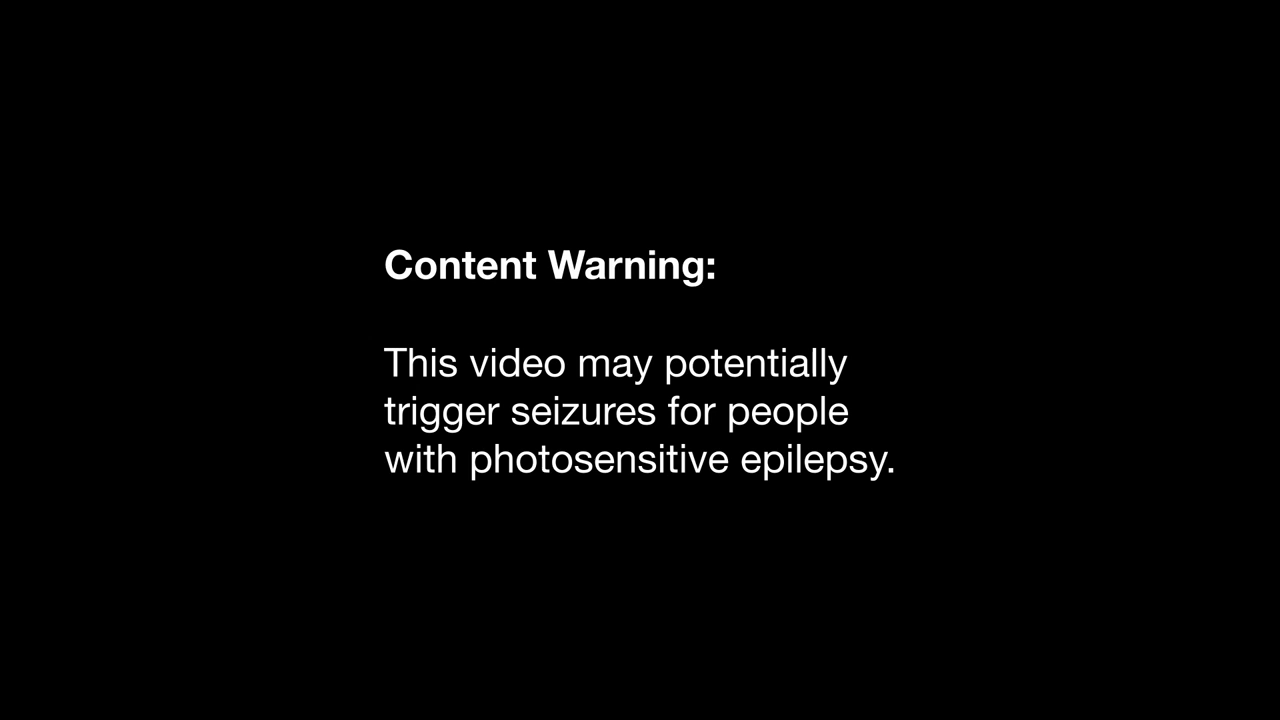 Content Warning:
This video may potentially
trigger seizures for people
with photosensitive epilepsy.